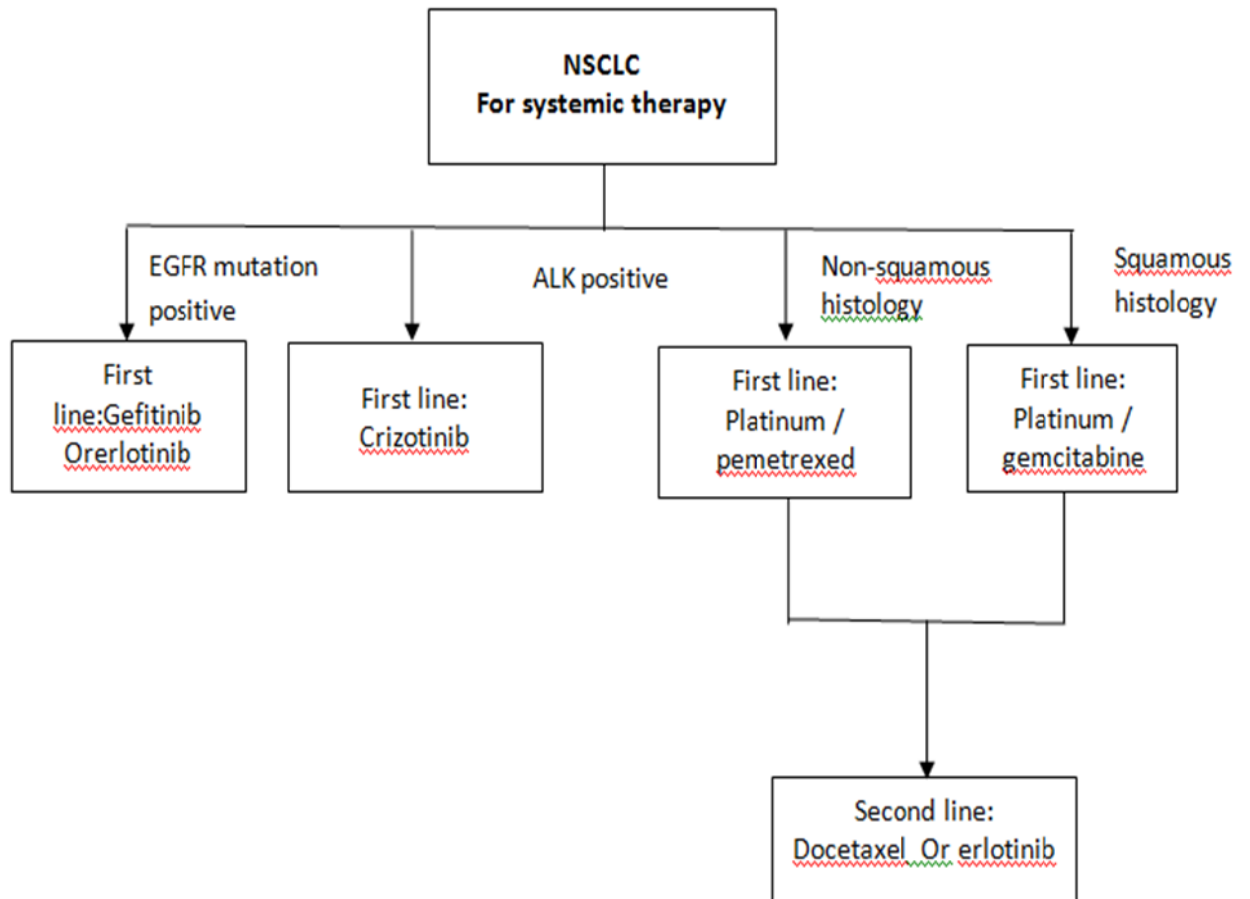 NSCLC
For systemic therapy
EGFR mutation
positive
ALK positive
Non-squamous
histology
Squamous
histology
First
line:Gefitinib
Orerlotinib
First line:
Crizotinib
First line:
Platinum /
pemetrexed
First line:
Platinum /
gemcitabine
Second line:
Docetaxel Or erlotinib